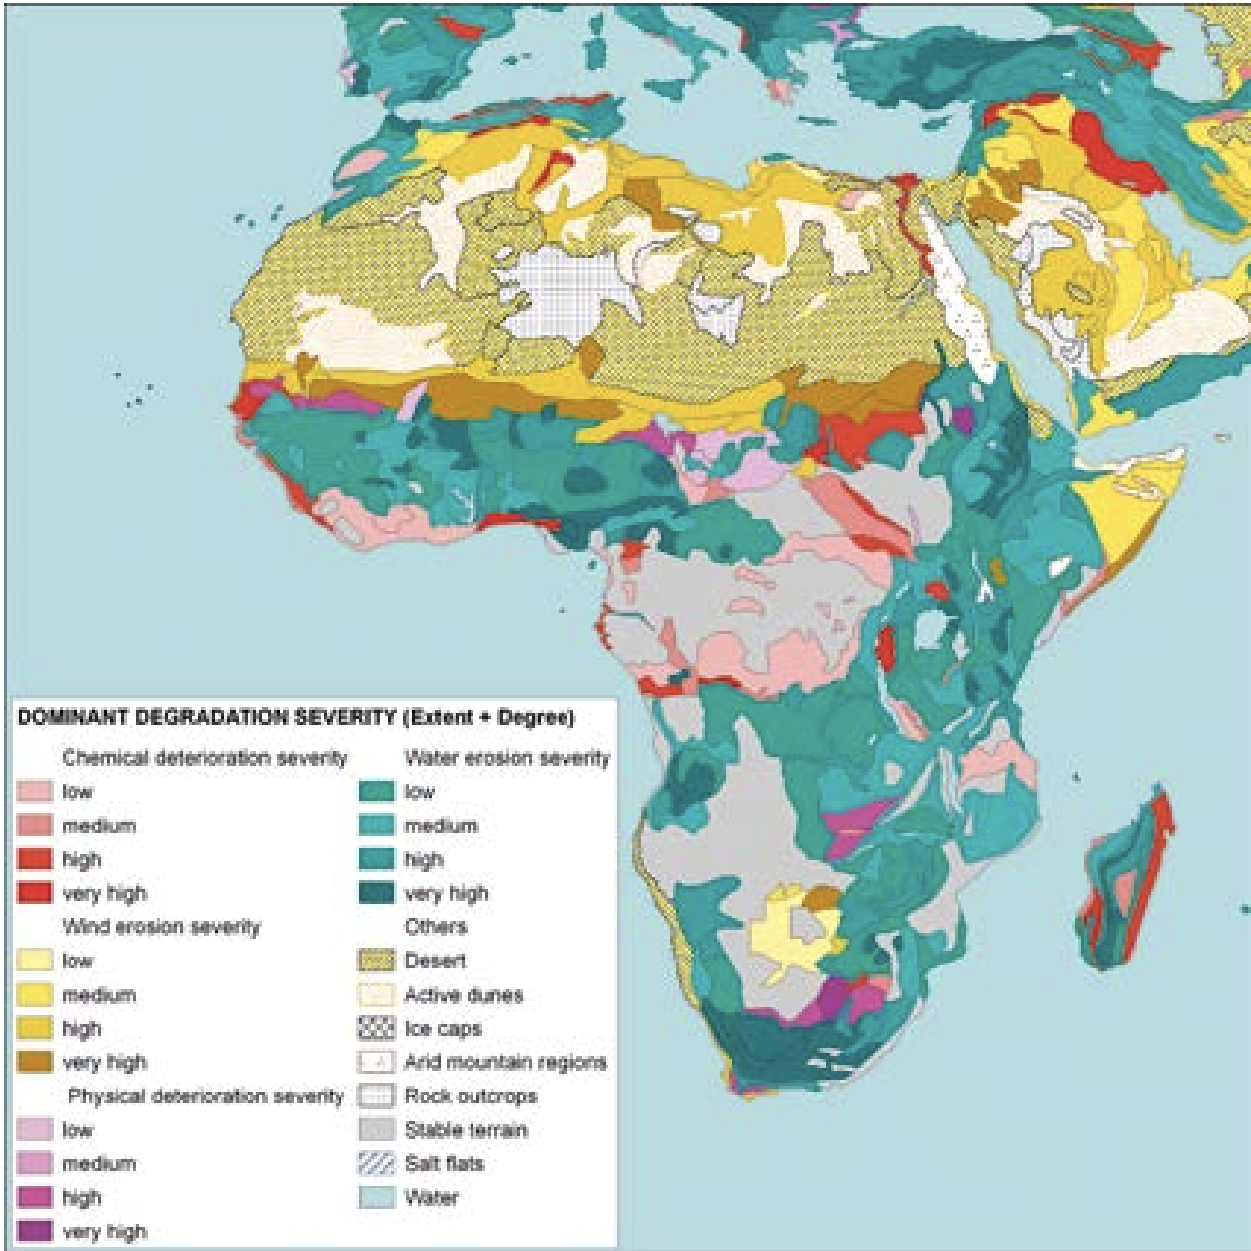 DOMINANT DEGRADATION SEVERITY (Extent + Degree)
Chemical deterioration severity
low
medium
high
very high
Wind erosion severity
low
medium
high
very high
Physical deterioration severity
low
medium
high
very high
Water erosion severity
low
medium
high
very high
Others
Desert
Active dunes
Ice caps
Arid mountain regions
Rock outcrops
Stable terrain
Salt flats
Water